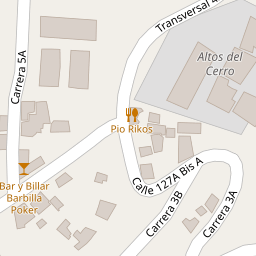 Transversal 4
Carrera 5A
Altos del
Cerro
Pio Rikos
Bar y Billar
Barbilla
Poker
Calle 127A Bis A
Carrera 3B
Carrera 3A